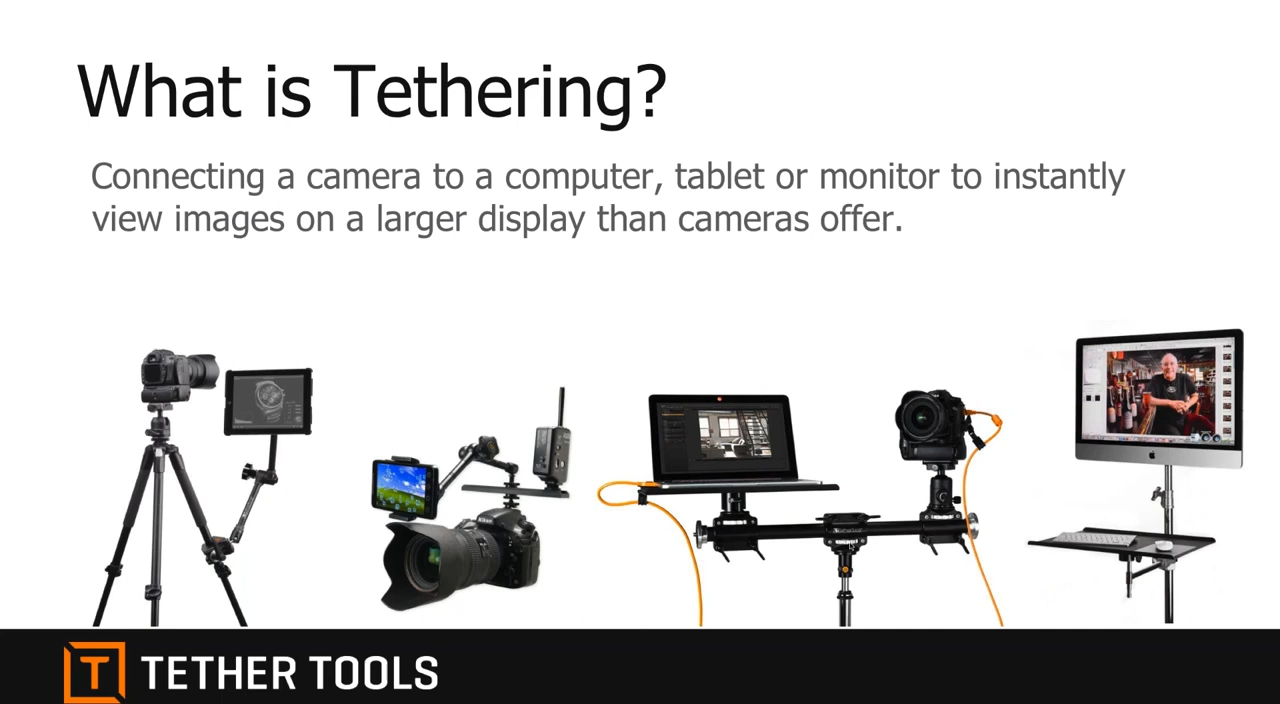 What is Tethering?
Connecting a camera to a computer, tablet or monitor to instantly
view images on a larger display than cameras offer.
Nikon
T TETHER TOOLS